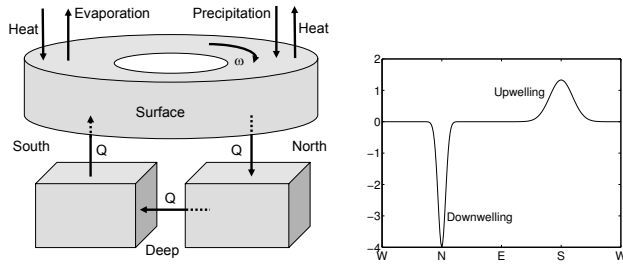 Evaporation
Precipitation
Heat
Heat
ω
Surface
South
North
Q
Q
Q
Deep
2
1
0
−1
−2
−3
−4
Upwelling
Downwelling
W
N
E
S
W